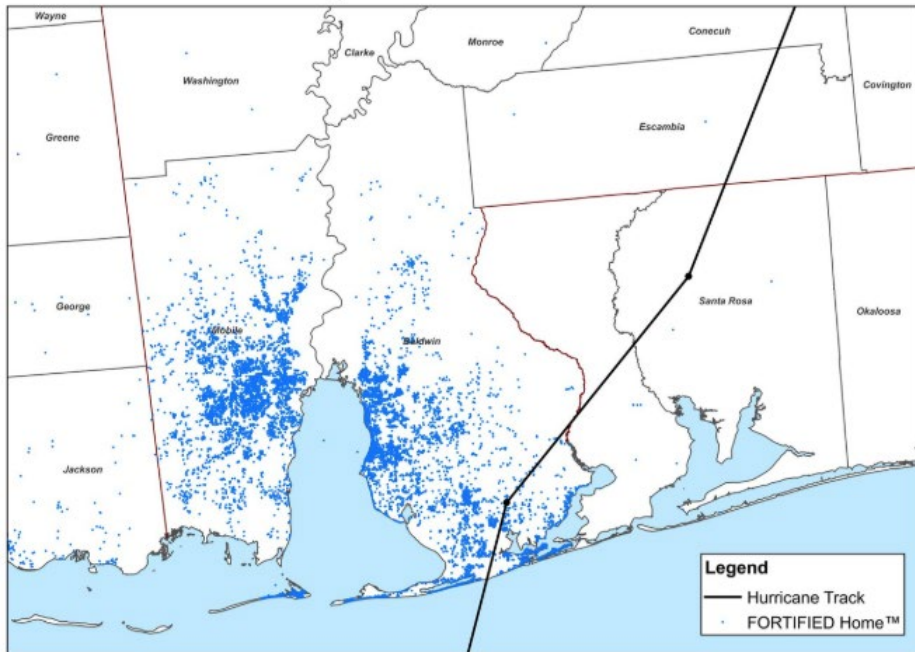 Wayne
Conecuh
Monroe
Clarke
Washington
Covington
Escambia
Greene
Santa Rosa
George
Okaloosa
Mobile
Baldwin
Jackson
Legend
Hurricane Track
FORTIFIED Home™